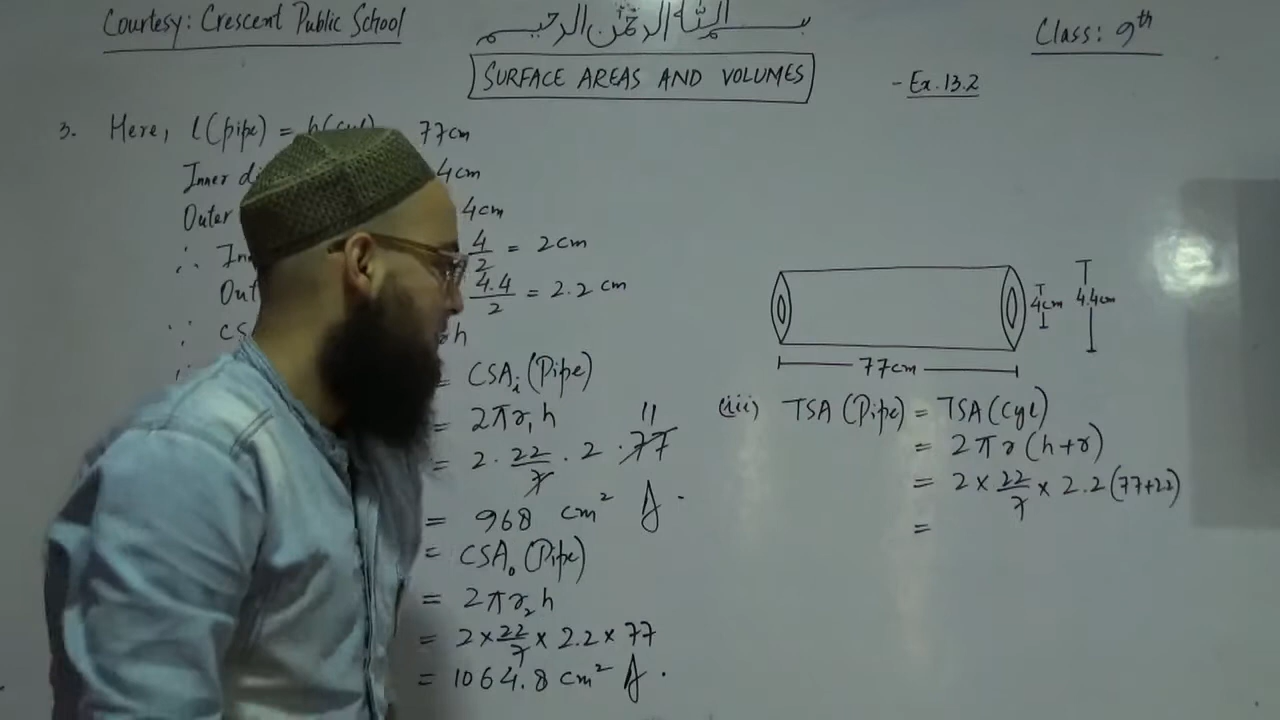 Courtesy: Crescent Public School
بسم الله الرحمن الرحيم
Class: 9th
SURFACE AREAS AND VOLUMES
- Ex. 13.2
3. Here, l(pipe) = h(cyl) 77cm
Inner 4cm
Outer 4cm
∴ 4/2 = 2cm
4.4/2 = 2.2 cm
∵ h
= CSAi (Pipe)
= 2πr₁h
= 2 · 22/7 · 2 · 77 11
= 968 cm²
= CSAo (Pipe)
= 2πr₂h
= 2 × 22/7 × 2.2 × 77
= 1064.8 cm²
4cm
4.4cm
77cm
(iii) TSA (Pipe) = TSA (Cyl)
= 2πr (h+r)
= 2 × 22/7 × 2.2 (77+2.2)
=